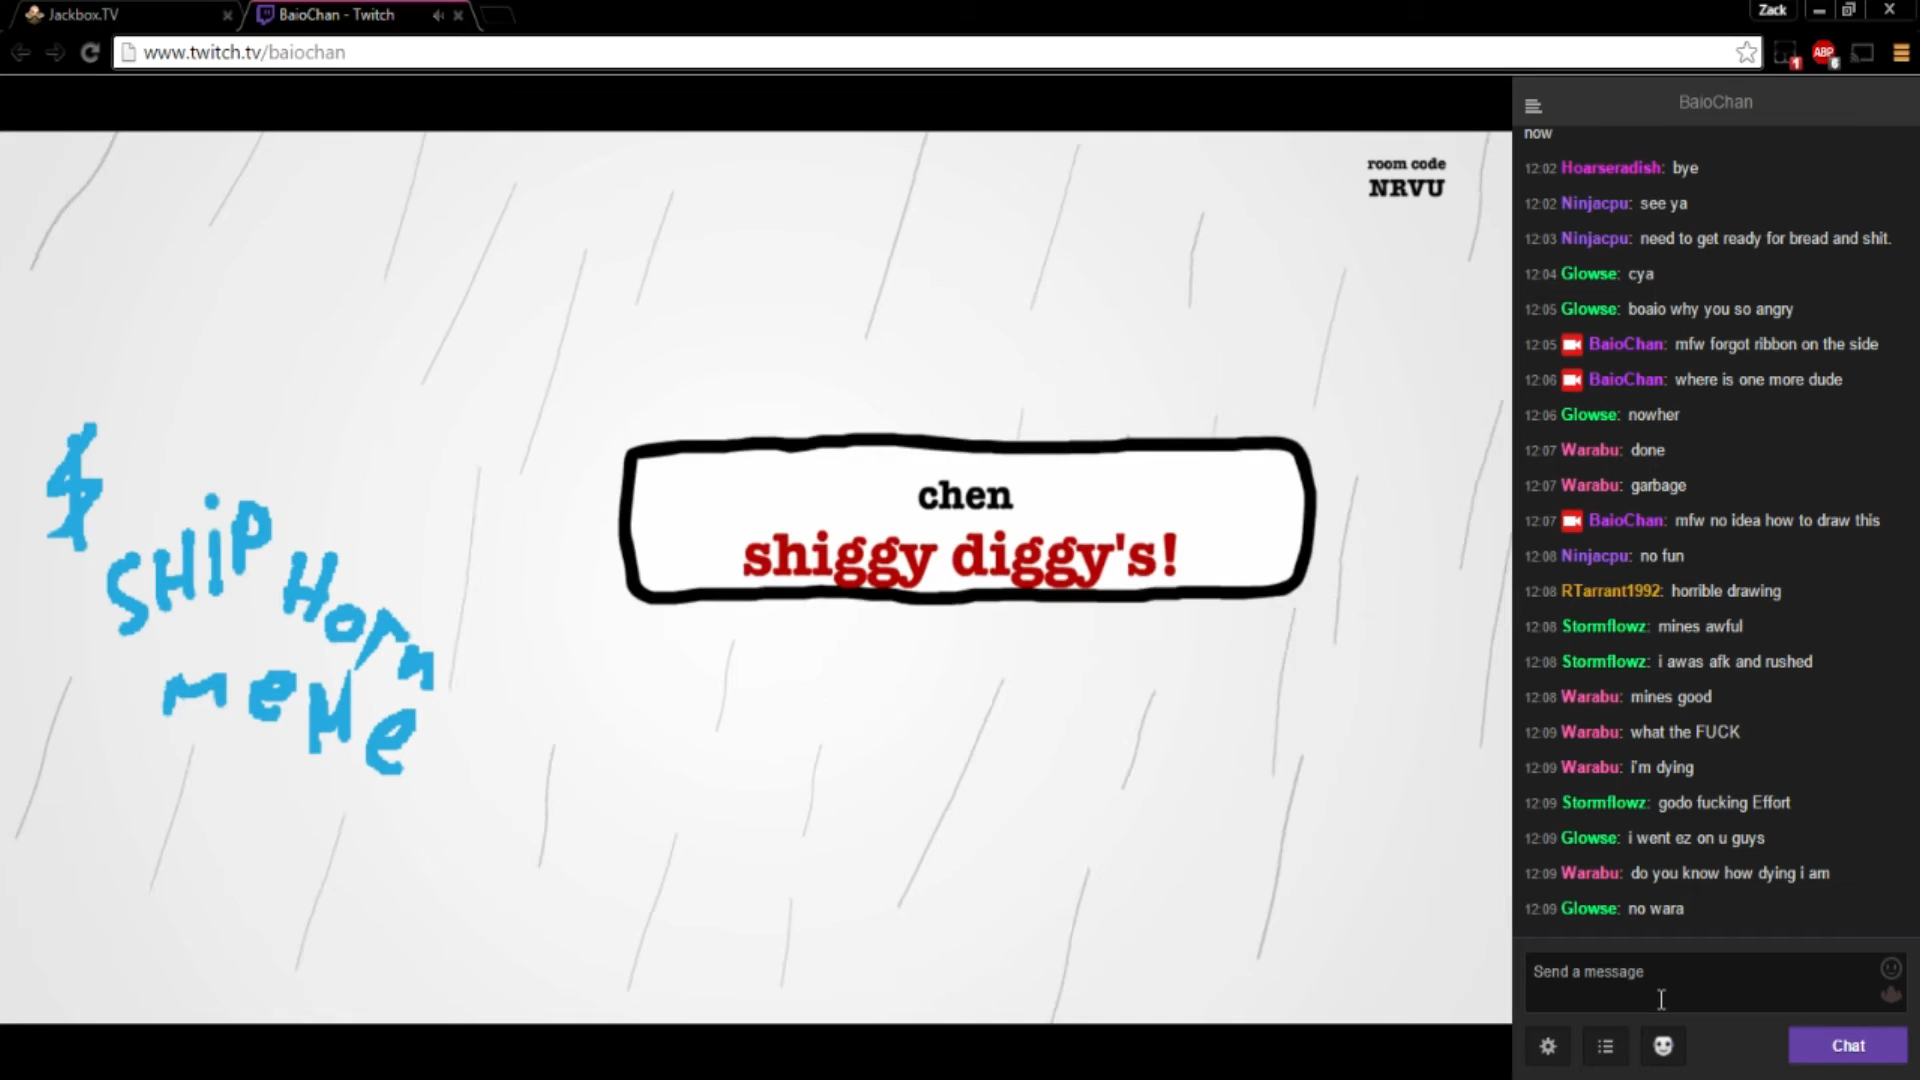 Jackbox.TV
BaioChan - Twitch
Zack
www.twitch.tv/baiochan
1
ABP
6
BaioChan
room code
NRVU
SHiP HOrn
meMe
chen
shiggy diggy's!
now
12:02 Hoarseradish: bye
12:02 Ninjacpu: see ya
12:03 Ninjacpu: need to get ready for bread and shit.
12:04 Glowse: cya
12:05 Glowse: boaio why you so angry
12:05 BaioChan: mfw forgot ribbon on the side
12:06 BaioChan: where is one more dude
12:06 Glowse: nowher
12:07 Warabu: done
12:07 Warabu: garbage
12:07 BaioChan: mfw no idea how to draw this
12:08 Ninjacpu: no fun
12:08 RTarrant1992: horrible drawing
12:08 Stormflowz: mines awful
12:08 Stormflowz: i awas afk and rushed
12:08 Warabu: mines good
12:09 Warabu: what the FUCK
12:09 Warabu: i'm dying
12:09 Stormflowz: godo fucking Effort
12:09 Glowse: i went ez on u guys
12:09 Warabu: do you know how dying i am
12:09 Glowse: no wara
Send a message
Chat